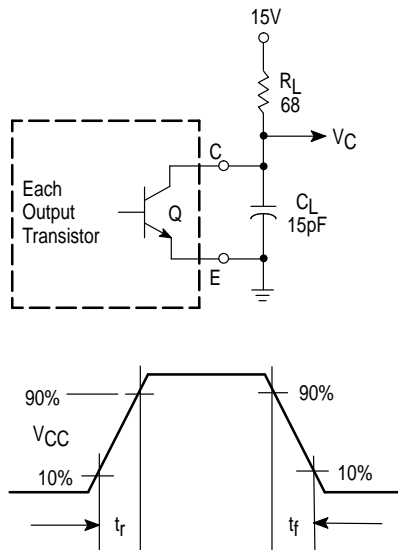 15V
RL
68
VC
C
Each
Output
Transistor
Q
CL
15pF
E
90%
90%
VCC
10%
10%
tr
tf